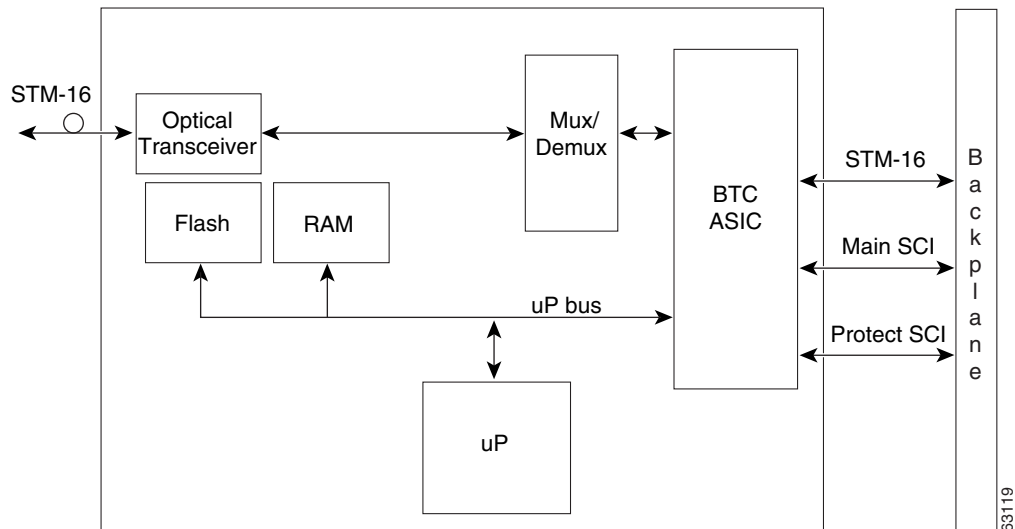 STM-16
Optical
Transceiver
Mux/
Demux
BTC
ASIC
STM-16
Main SCI
Protect SCI
Backplane
Flash
RAM
uP bus
uP
63119